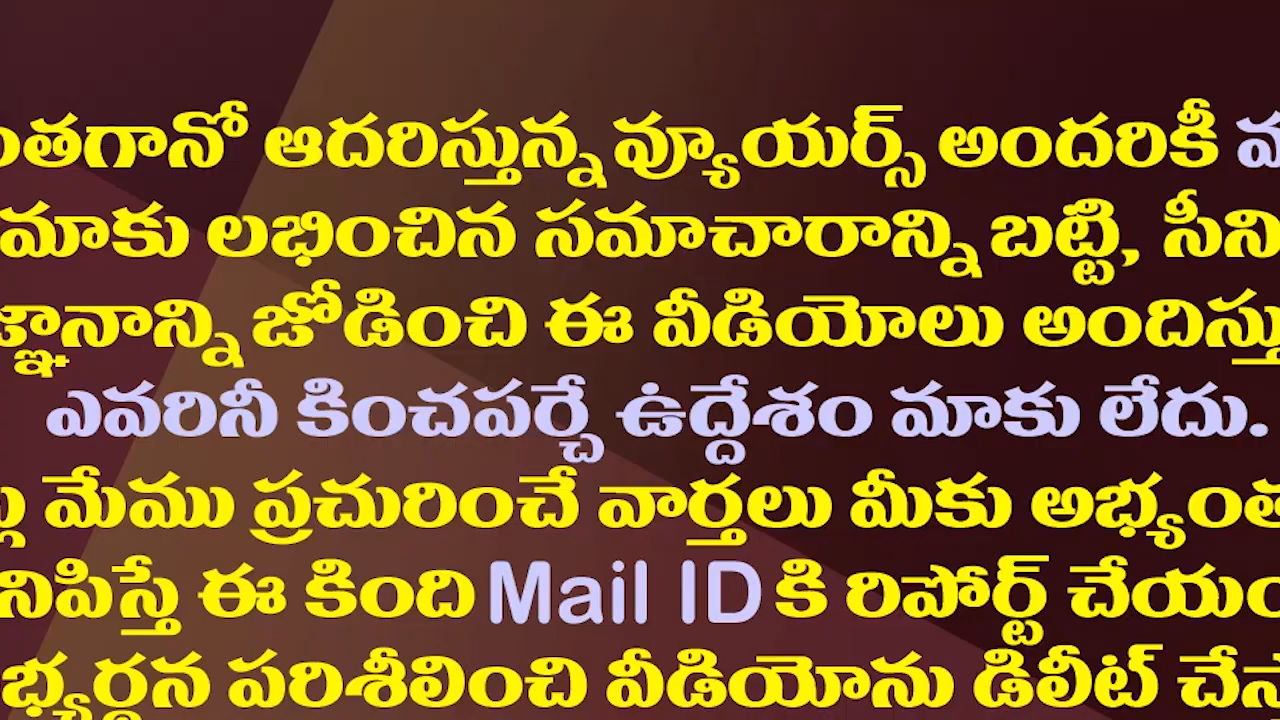 ఆదరిస్తున్న వ్యూయర్స్ అందరికీ
మాకు లభించిన సమాచారాన్ని బట్టి,
జోడించి ఈ వీడియోలు
ఎవరినీ కించపర్చే ఉద్దేశం మాకు లేదు.
మేము ప్రచురించే వార్తలు మీకు
ఈ కింది Mail ID కి రిపోర్ట్
పరిశీలించి వీడియోను డిలీట్